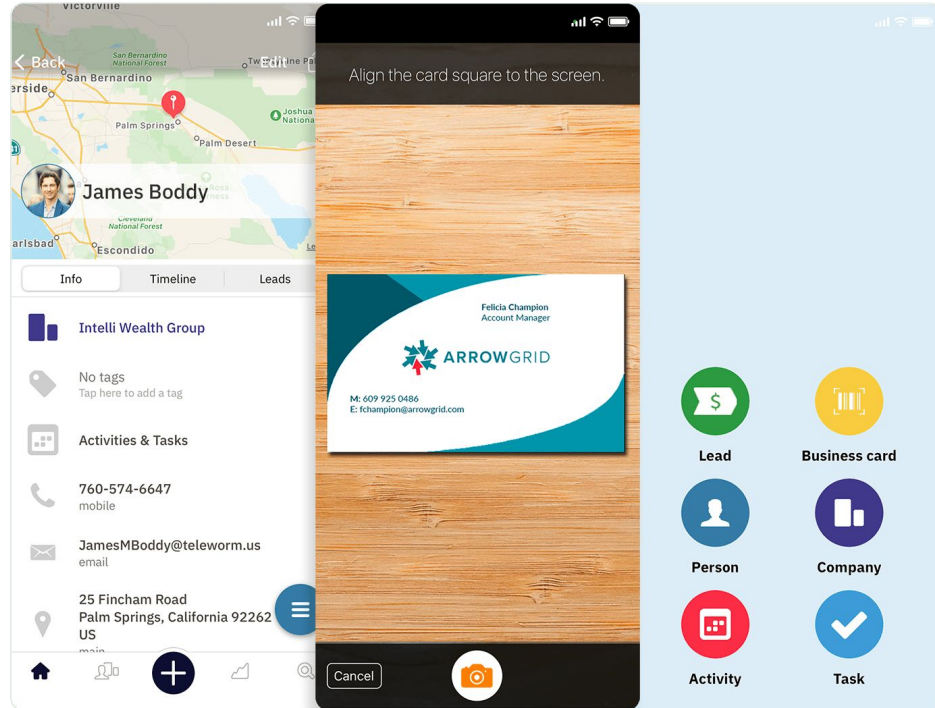 Victorville
San Bernardino
National Forest
Back
Edit
San Bernardino
Palm Springs
Joshua
Palm Desert
James Boddy
Cleveland
National Forest
Escondido
Info
Timeline
Leads
Intelli Wealth Group
No tags
Tap here to add a tag
Activities & Tasks
760-574-6647
mobile
JamesMBoddy@teleworm.us
email
25 Fincham Road
Palm Springs, California 92262
US
main
Align the card square to the screen.
Felicia Champion
Account Manager
ARROWGRID
M: 609 925 0486
E: fchampion@arrowgrid.com
Cancel
Lead
Business card
Person
Company
Activity
Task